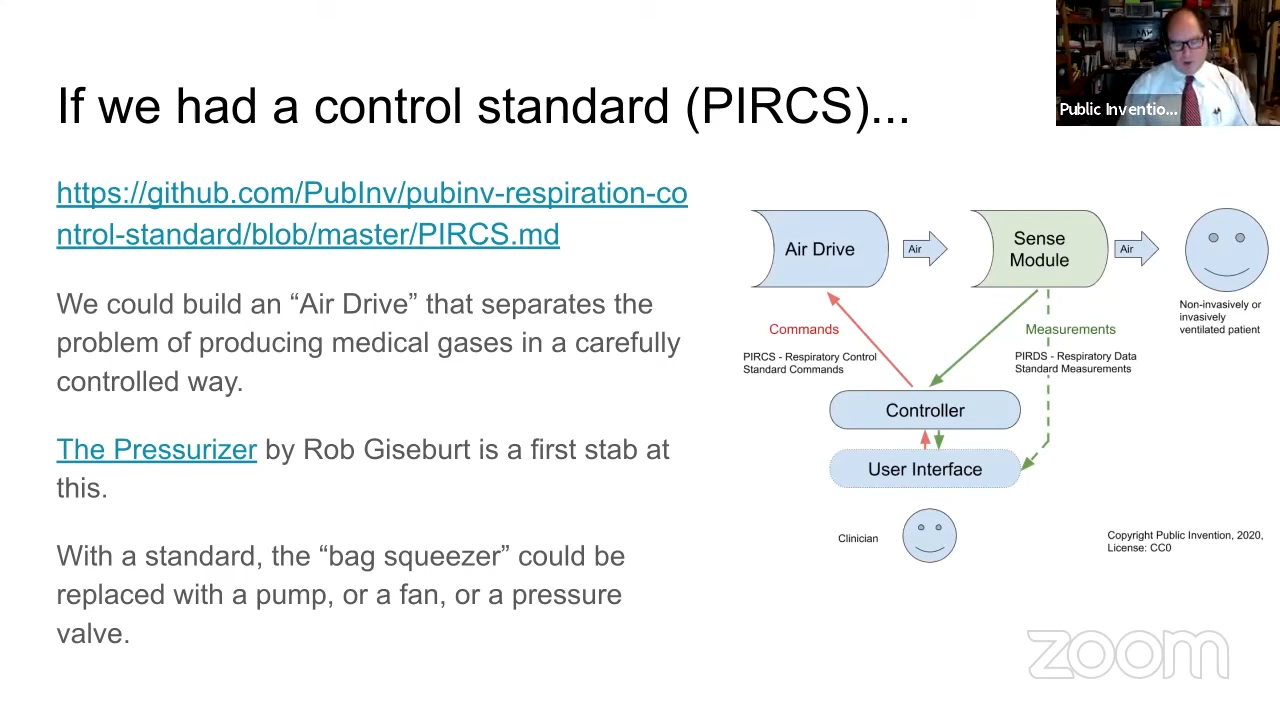 If we had a control standard (PIRCS)...
Public Inventio...
https://github.com/PubInv/pubinv-respiration-co
ntrol-standard/blob/master/PIRCS.md
We could build an “Air Drive” that separates the
problem of producing medical gases in a carefully
controlled way.
The Pressurizer by Rob Giseburt is a first stab at
this.
With a standard, the “bag squeezer” could be
replaced with a pump, or a fan, or a pressure
valve.
Air Drive
Air
Sense
Module
Air
Non-invasively or
invasively
ventilated patient
Commands
PIRCS - Respiratory Control
Standard Commands
Measurements
PIRDS - Respiratory Data
Standard Measurements
Controller
User Interface
Clinician
Copyright Public Invention, 2020,
License: CC0
zoom